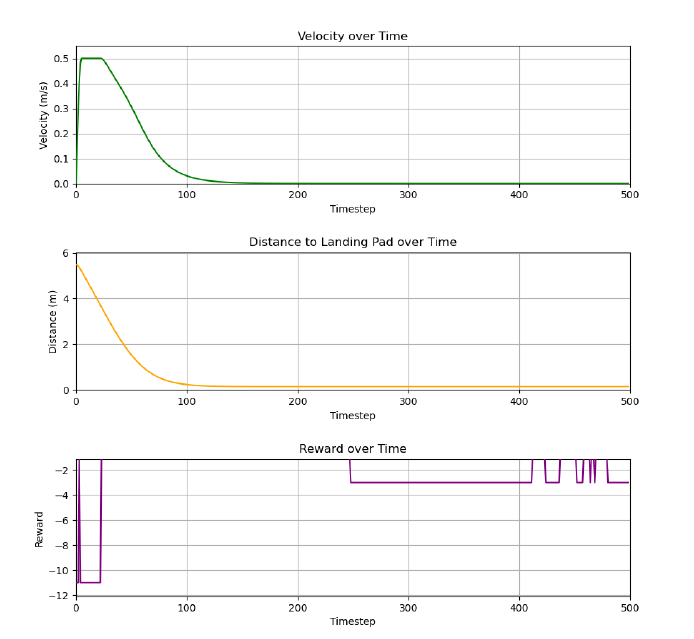 Velocity over Time
0.5
0.4
0.3
0.2
0.1
0.0
Velocity (m/s)
0 100 200 300 400 500
Timestep
Distance to Landing Pad over Time
6
4
2
0
Distance (m)
0 100 200 300 400 500
Timestep
Reward over Time
−2
−4
−6
−8
−10
−12
Reward
0 100 200 300 400 500
Timestep